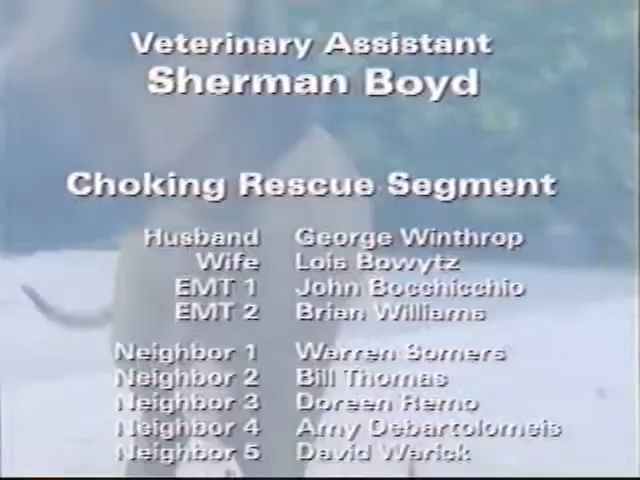 Veterinary Assistant
Sherman Boyd
Choking Rescue Segment
Husband George Winthrop
Wife Lois Bowytz
EMT 1 John Bocchicchio
EMT 2 Brian Williams
Neighbor 1 Warren Somers
Neighbor 2 Bill Thomas
Neighbor 3 Doreen Remo
Neighbor 4 Amy Debartolomeis
Neighbor 5 David Warick